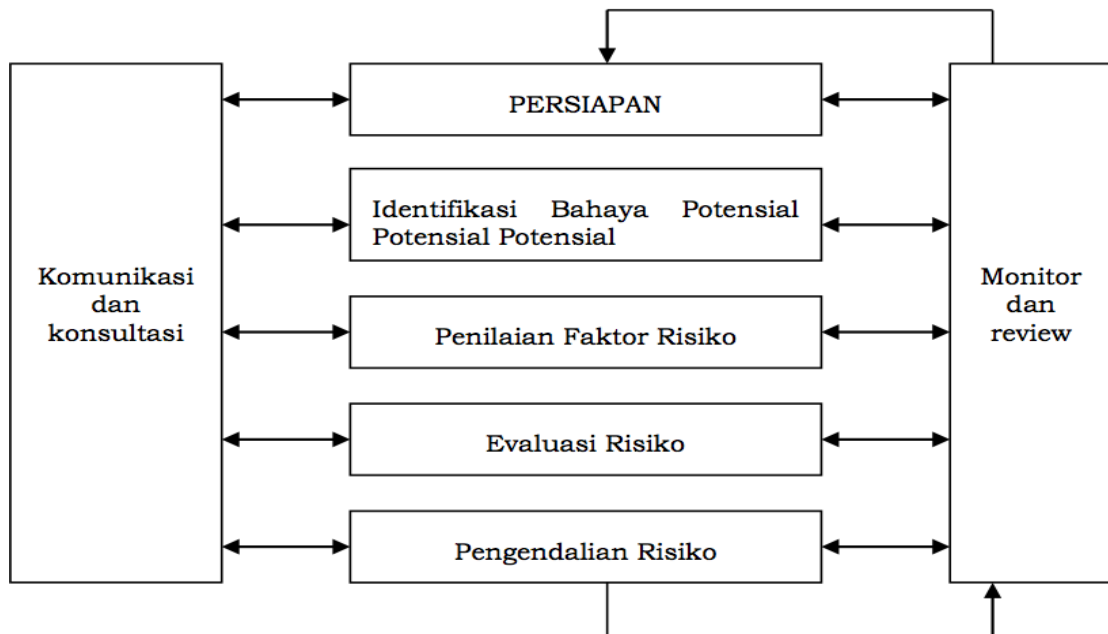 PERSIAPAN
Identifikasi Bahaya Potensial
Potensial Potensial
Komunikasi
dan
konsultasi
Monitor
dan
review
Penilaian Faktor Risiko
Evaluasi Risiko
Pengendalian Risiko